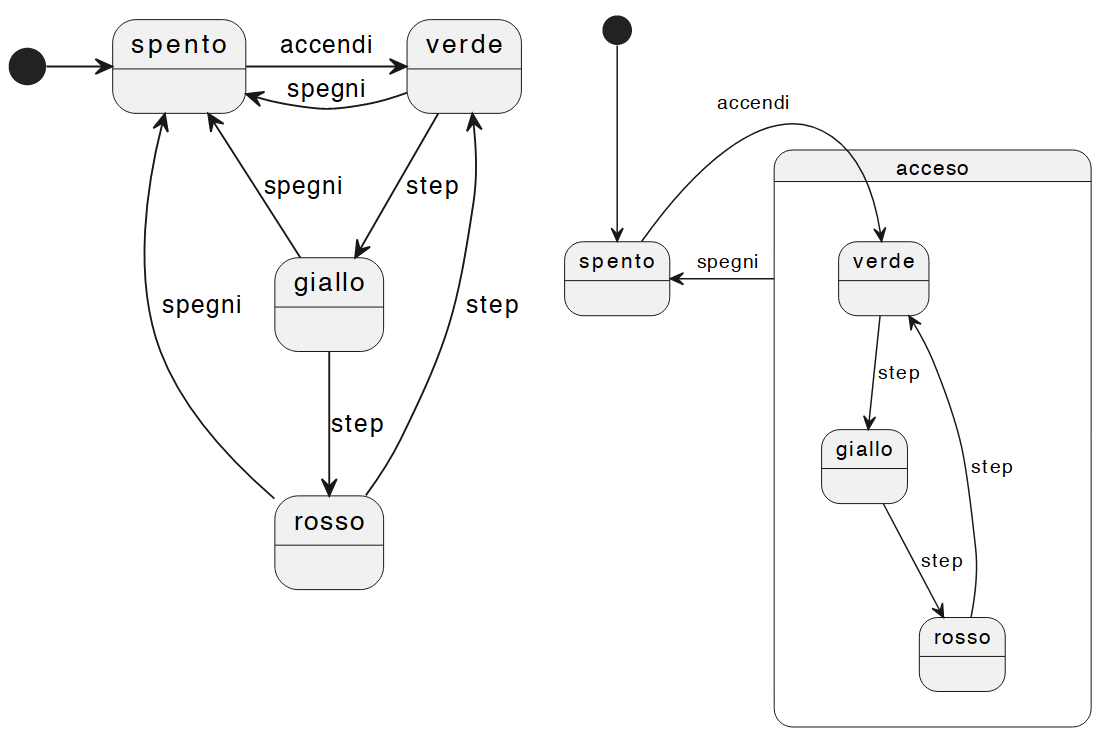 spento
accendi
verde
spegni
spegni
step
giallo
spegni
step
step
rosso
accendi
acceso
spento
spegni
verde
step
giallo
step
step
rosso